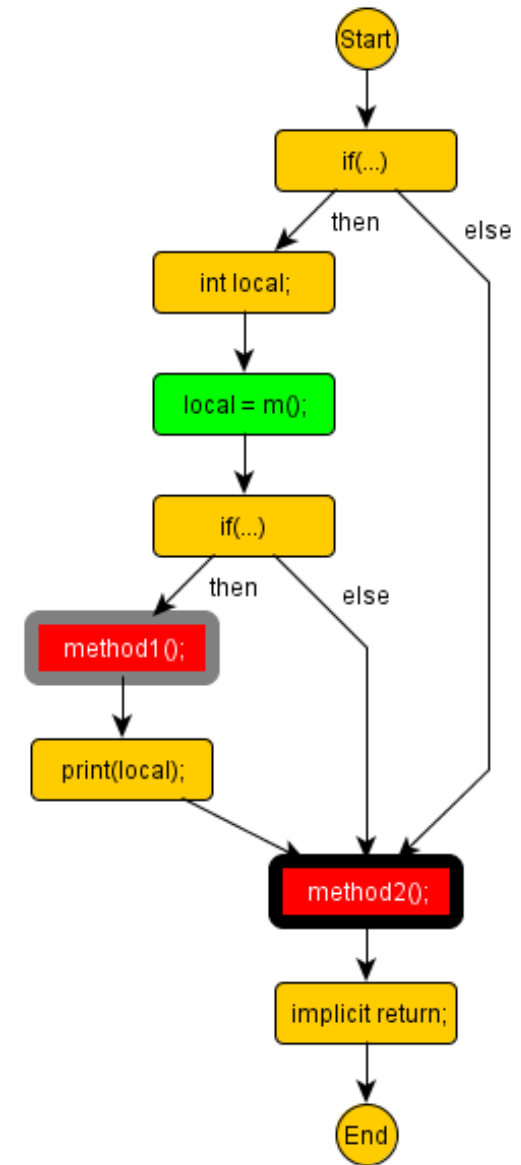 Start
if(...)
then
else
int local;
local = m();
if(...)
then
else
method1();
print(local);
method2();
implicit return;
End